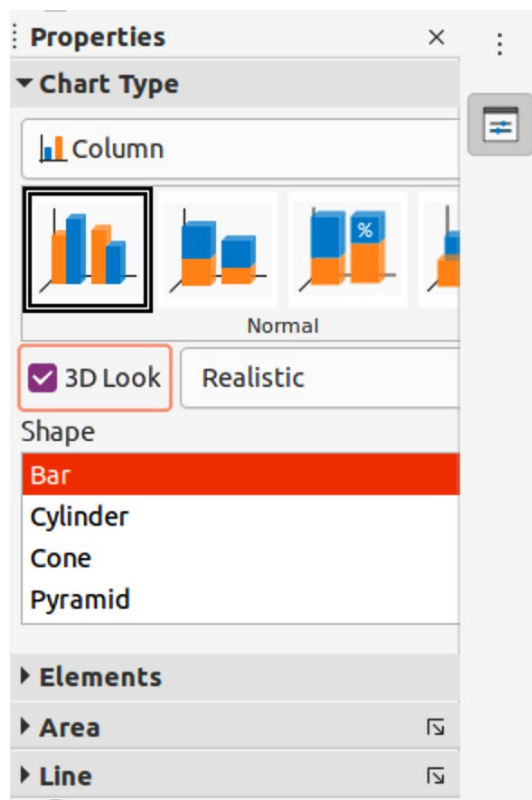 Properties
Chart Type
Column
%
Normal
3D Look Realistic
Shape
Bar
Cylinder
Cone
Pyramid
Elements
Area
Line